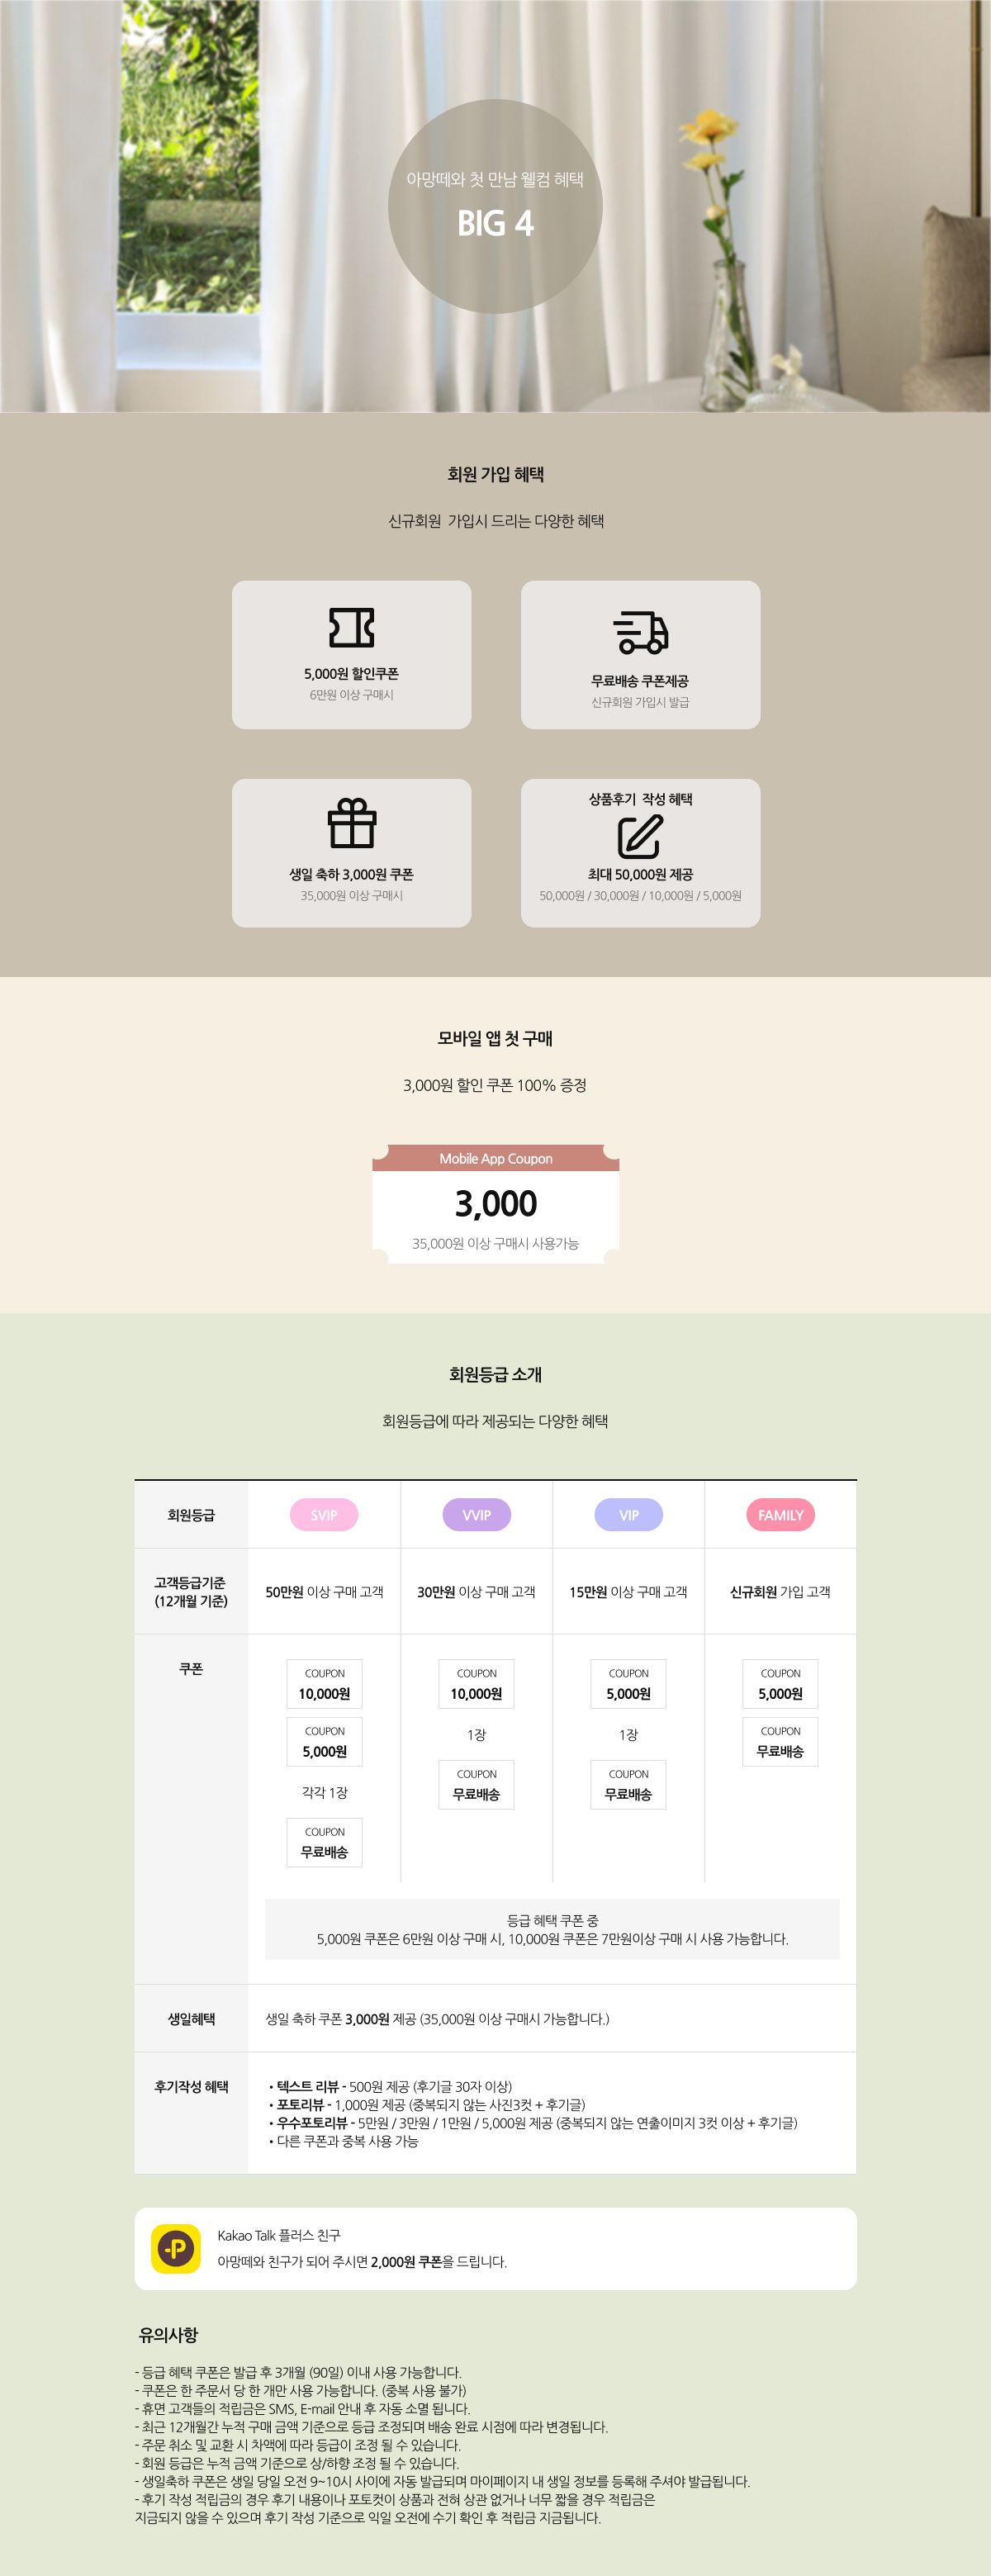 아망떼와 첫 만남 웰컴 혜택
BIG 4
회원 가입 혜택
신규회원 가입시 드리는 다양한 혜택
5,000원 할인쿠폰
6만원 이상 구매시
무료배송 쿠폰제공
신규회원 가입시 발급
생일 축하 3,000원 쿠폰
35,000원 이상 구매시
상품후기 작성 혜택
최대 50,000원 제공
50,000원 / 30,000원 / 10,000원 / 5,000원
모바일 앱 첫 구매
3,000원 할인 쿠폰 100% 증정
Mobile App Coupon
3,000
35,000원 이상 구매시 사용가능
회원등급 소개
회원등급에 따라 제공되는 다양한 혜택
회원등급 SVIP VVIP VIP FAMILY
고객등급기준
(12개월 기준)
50만원 이상 구매 고객 30만원 이상 구매 고객 15만원 이상 구매 고객 신규회원 가입 고객
쿠폰
COUPON
10,000원
COUPON
5,000원
각각 1장
COUPON
무료배송
COUPON
10,000원
1장
COUPON
무료배송
COUPON
5,000원
1장
COUPON
무료배송
COUPON
5,000원
COUPON
무료배송
등급 혜택 쿠폰 중
5,000원 쿠폰은 6만원 이상 구매 시, 10,000원 쿠폰은 7만원이상 구매 시 사용 가능합니다.
생일혜택 생일 축하 쿠폰 3,000원 제공 (35,000원 이상 구매시 가능합니다.)
후기작성 혜택
• 텍스트 리뷰 - 500원 제공 (후기글 30자 이상)
• 포토리뷰 - 1,000원 제공 (중복되지 않는 사진3컷 + 후기글)
• 우수포토리뷰 - 5만원 / 3만원 / 1만원 / 5,000원 제공 (중복되지 않는 연출이미지 3컷 이상 + 후기글)
• 다른 쿠폰과 중복 사용 가능
P
Kakao Talk 플러스 친구
아망떼와 친구가 되어 주시면 2,000원 쿠폰을 드립니다.
유의사항
- 등급 혜택 쿠폰은 발급 후 3개월 (90일) 이내 사용 가능합니다.
- 쿠폰은 한 주문서 당 한 개만 사용 가능합니다. (중복 사용 불가)
- 휴면 고객들의 적립금은 SMS, E-mail 안내 후 자동 소멸 됩니다.
- 최근 12개월간 누적 구매 금액 기준으로 등급 조정되며 배송 완료 시점에 따라 변경됩니다.
- 주문 취소 및 교환 시 차액에 따라 등급이 조정 될 수 있습니다.
- 회원 등급은 누적 금액 기준으로 상/하향 조정 될 수 있습니다.
- 생일축하 쿠폰은 생일 당일 오전 9~10시 사이에 자동 발급되며 마이페이지 내 생일 정보를 등록해 주셔야 발급됩니다.
- 후기 작성 적립금의 경우 후기 내용이나 포토컷이 상품과 전혀 상관 없거나 너무 짧을 경우 적립금은
지금되지 않을 수 있으며 후기 작성 기준으로 익일 오전에 수기 확인 후 적립금 지금됩니다.